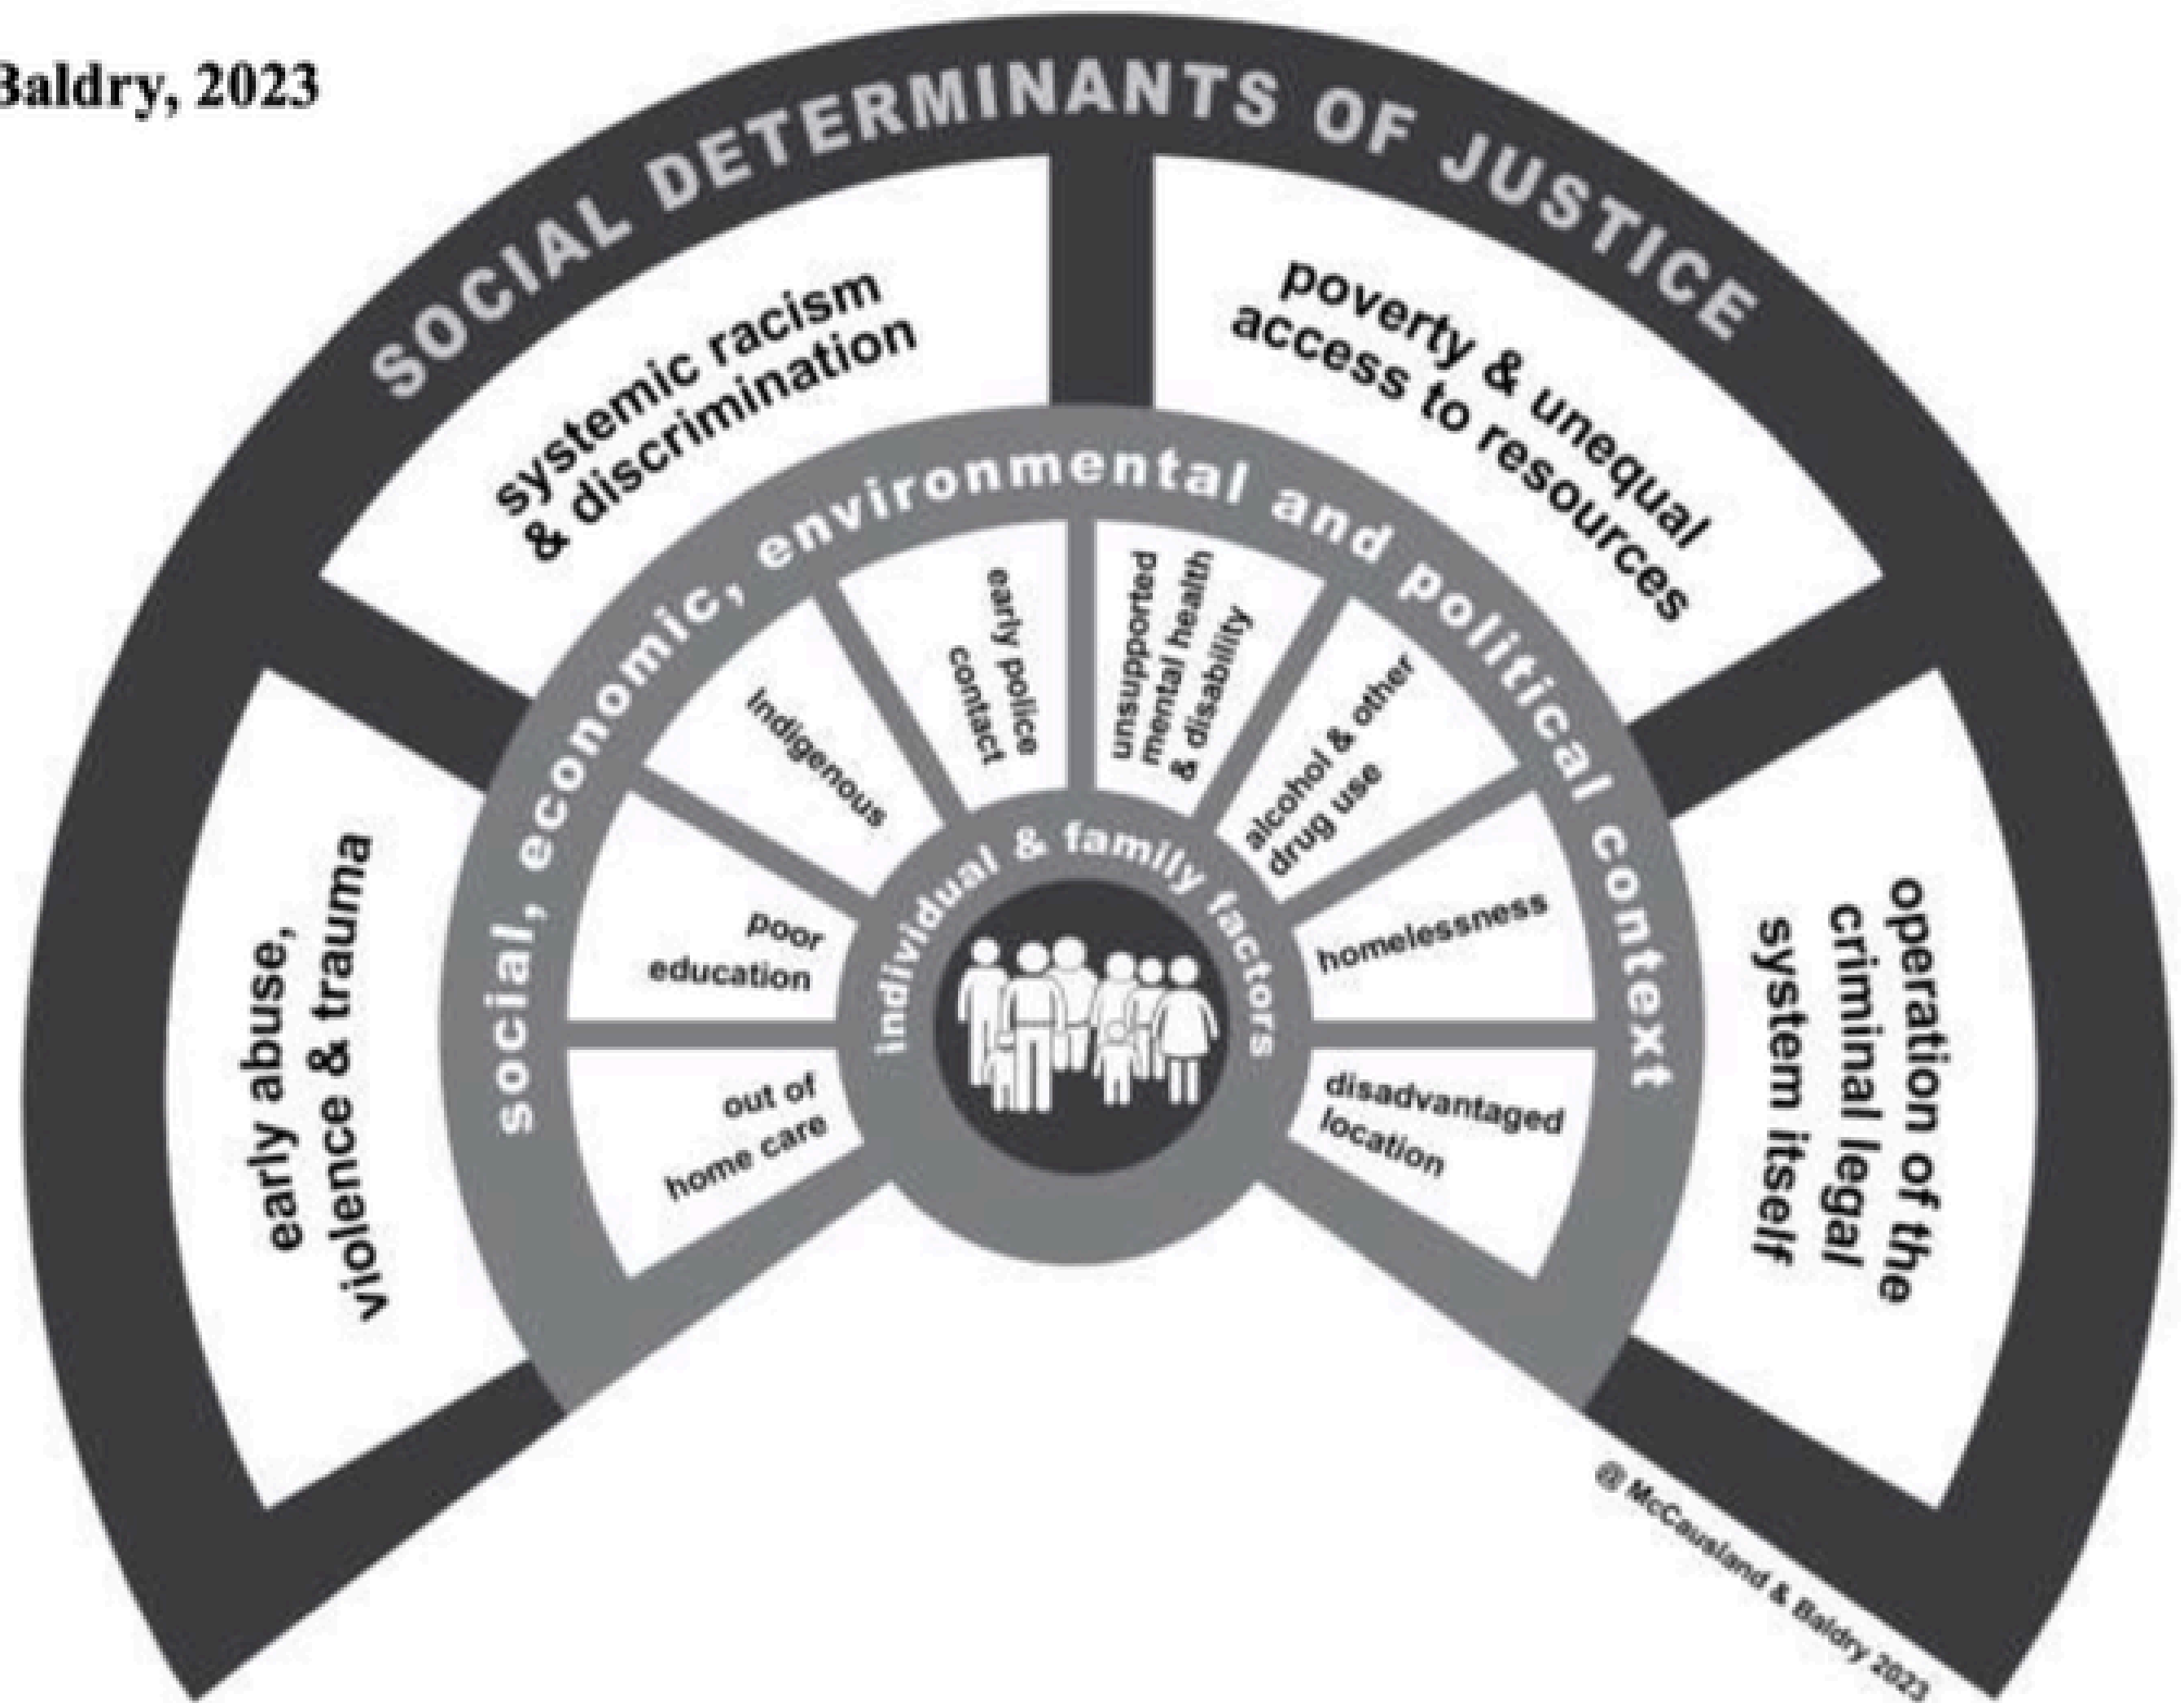 Baldry, 2023
SOCIAL DETERMINANTS OF JUSTICE
systemic racism
& discrimination
poverty & unequal
access to resources
early abuse,
violence & trauma
operation of the
criminal legal
system itself
social, economic, environmental and political context
out of
home care
poor
education
Indigenous
early police
contact
unsupported
mental health
& disability
alcohol & other
drug use
homelessness
disadvantaged
location
individual & family factors
@ McCausland & Baldry 2023